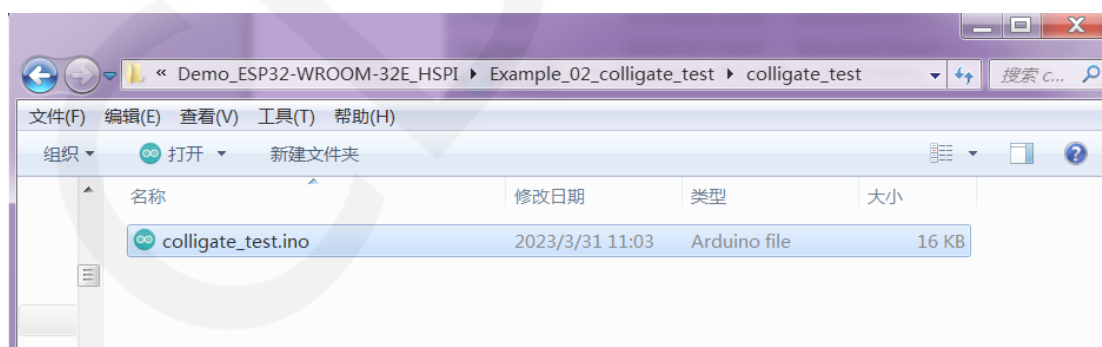 « Demo_ESP32-WROOM-32E_HSPI ▸ Example_02_colligate_test ▸ colligate_test 搜索 c...
文件(F) 编辑(E) 查看(V) 工具(T) 帮助(H)
组织 打开 新建文件夹
名称 修改日期 类型 大小
colligate_test.ino 2023/3/31 11:03 Arduino file 16 KB